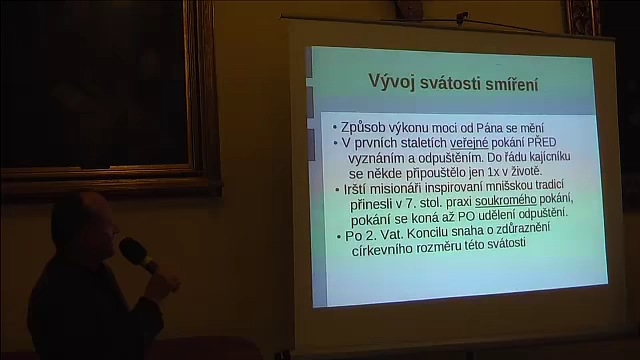 Vývoj svátosti smíření
• Způsob výkonu moci od Pána se mění
• V prvních staletích veřejné pokání PŘED
vyznáním a odpuštěním. Do řádu kajícníku
se někde připouštělo jen 1x v životě.
• Irští misionáři inspirovaní mnišskou tradicí
přinesli v 7. stol. praxi soukromého pokání,
pokání se koná až PO udělení odpuštění.
• Po 2. Vat. Koncilu snaha o zdůraznění
církevního rozměru této svátosti